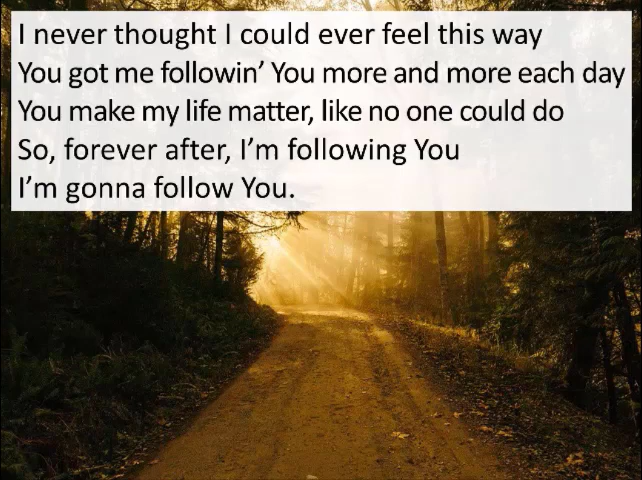 I never thought I could ever feel this way
You got me followin’ You more and more each day
You make my life matter, like no one could do
So, forever after, I’m following You
I’m gonna follow You.